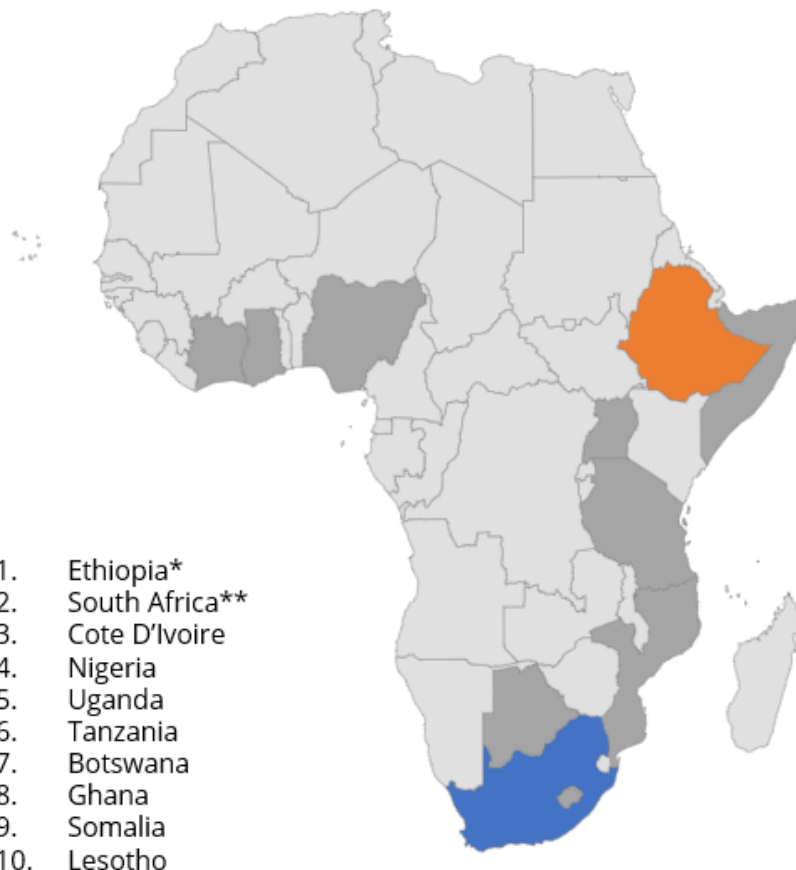 1. Ethiopia*
2. South Africa**
3. Cote D'Ivoire
4. Nigeria
5. Uganda
6. Tanzania
7. Botswana
8. Ghana
9. Somalia
10. Lesotho